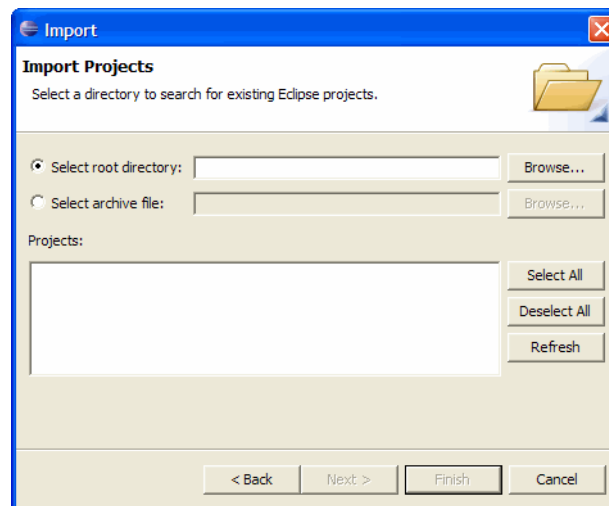 Import
Import Projects
Select a directory to search for existing Eclipse projects.
Select root directory: Browse...
Select archive file: Browse...
Projects:
Select All
Deselect All
Refresh
< Back Next > Finish Cancel